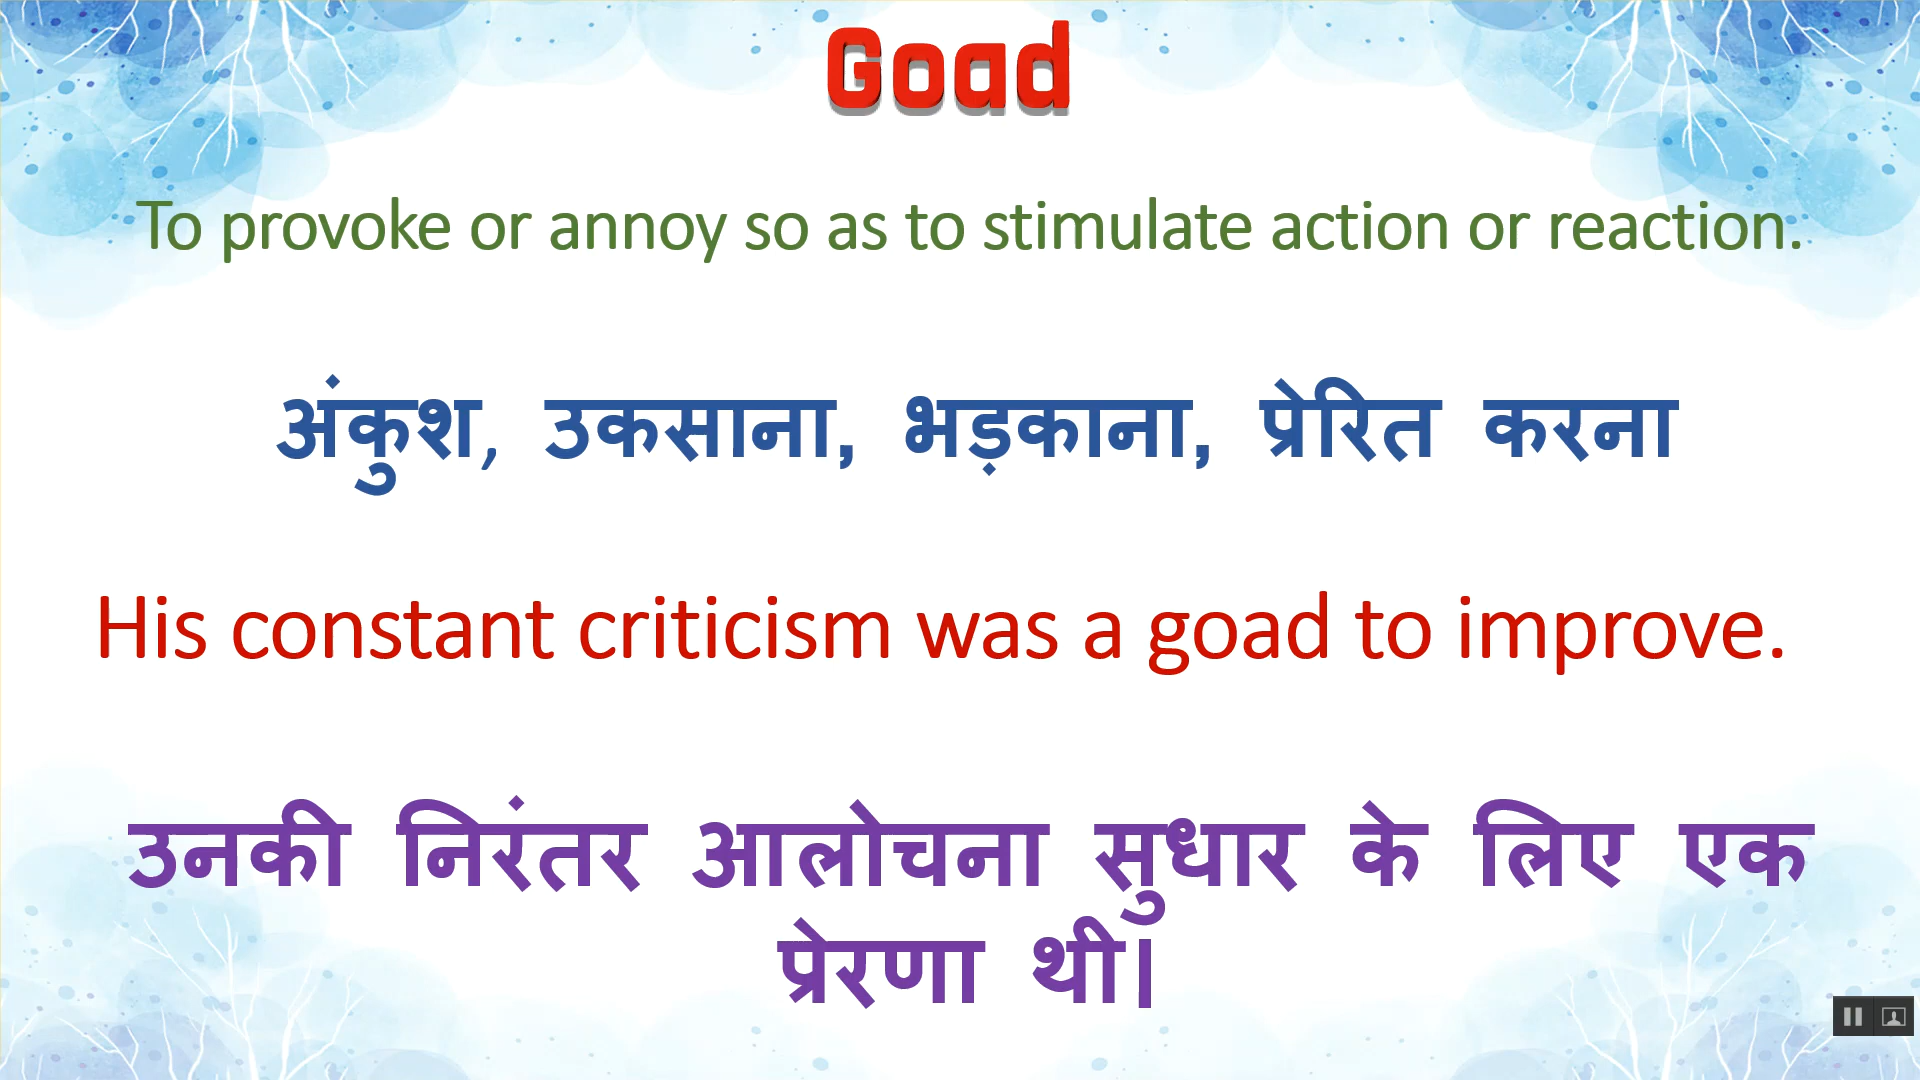 Goad
To provoke or annoy so as to stimulate action or reaction.
अंकुश, उकसाना, भड़काना, प्रेरित करना
His constant criticism was a goad to improve.
उनकी निरंतर आलोचना सुधार के लिए एक
प्रेरणा थी।